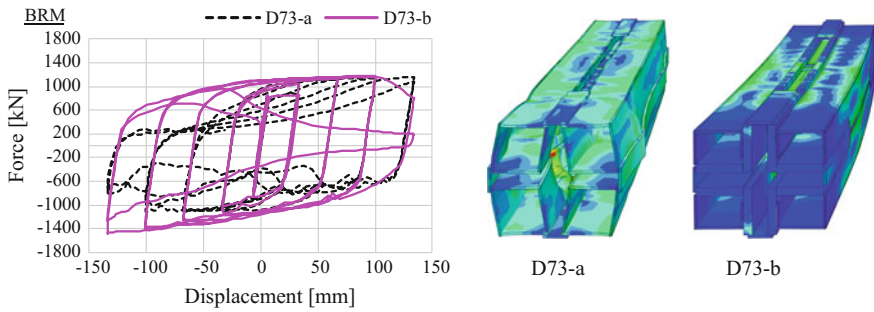 BRM
D73-a
D73-b
1800
1400
1000
600
200
-200
-600
-1000
-1400
-1800
Force [kN]
-150 -100 -50 0 50 100 150
Displacement [mm]
D73-a
D73-b